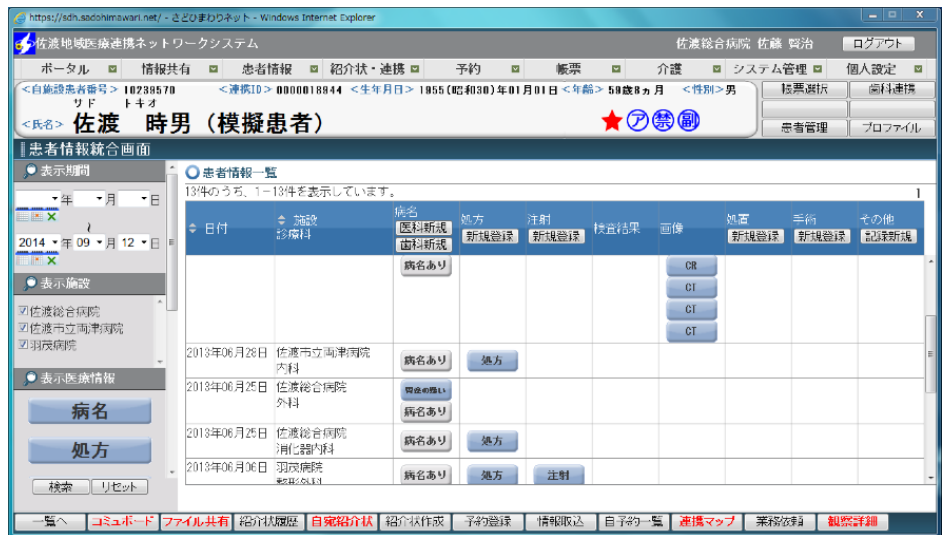 https://sdh.sadohimawari.net/ - さどひまわりネット - Windows Internet Explorer
佐渡地域医療連携ネットワークシステム 佐渡総合病院 佐藤 賢治 ログアウト
ポータル 情報共有 患者情報 紹介状・連携 予約 帳票 介護 システム管理 個人設定
<自施設患者番号> 10239570 <連携ID> 0000018944 <生年月日> 1955(昭和30)年01月01日 <年齢> 59歳8ヵ月 <性別> 男 帳票選択 歯科連携
サド トキオ
<氏名> 佐渡 時男 (模擬患者) ★ ア 禁 副 患者管理 プロファイル
患者情報統合画面
表示期間
年 月 日
~
2014 年 09 月 12 日
表示施設
佐渡総合病院
佐渡市立両津病院
羽茂病院
表示医療情報
病名
処方
検索 リセット
患者情報一覧
13件のうち、1-13件を表示しています。 1
日付 施設 診療科 病名 医科新規 歯科新規 処方 新規登録 注射 新規登録 検査結果 画像 処置 新規登録 手術 新規登録 その他 記録新規
病名あり CR
CT
CT
CT
2013年06月28日 佐渡市立両津病院 病名あり 処方
内科
2013年06月25日 佐渡総合病院
外科 病名あり
2013年06月25日 佐渡総合病院 病名あり 処方
消化器内科
2013年06月06日 羽茂病院 病名あり 処方 注射
整形外科
一覧へ コミュボード ファイル共有 紹介状履歴 自宛紹介状 紹介状作成 予約登録 情報取込 自予約一覧 連携マップ 業務依頼 観察詳細